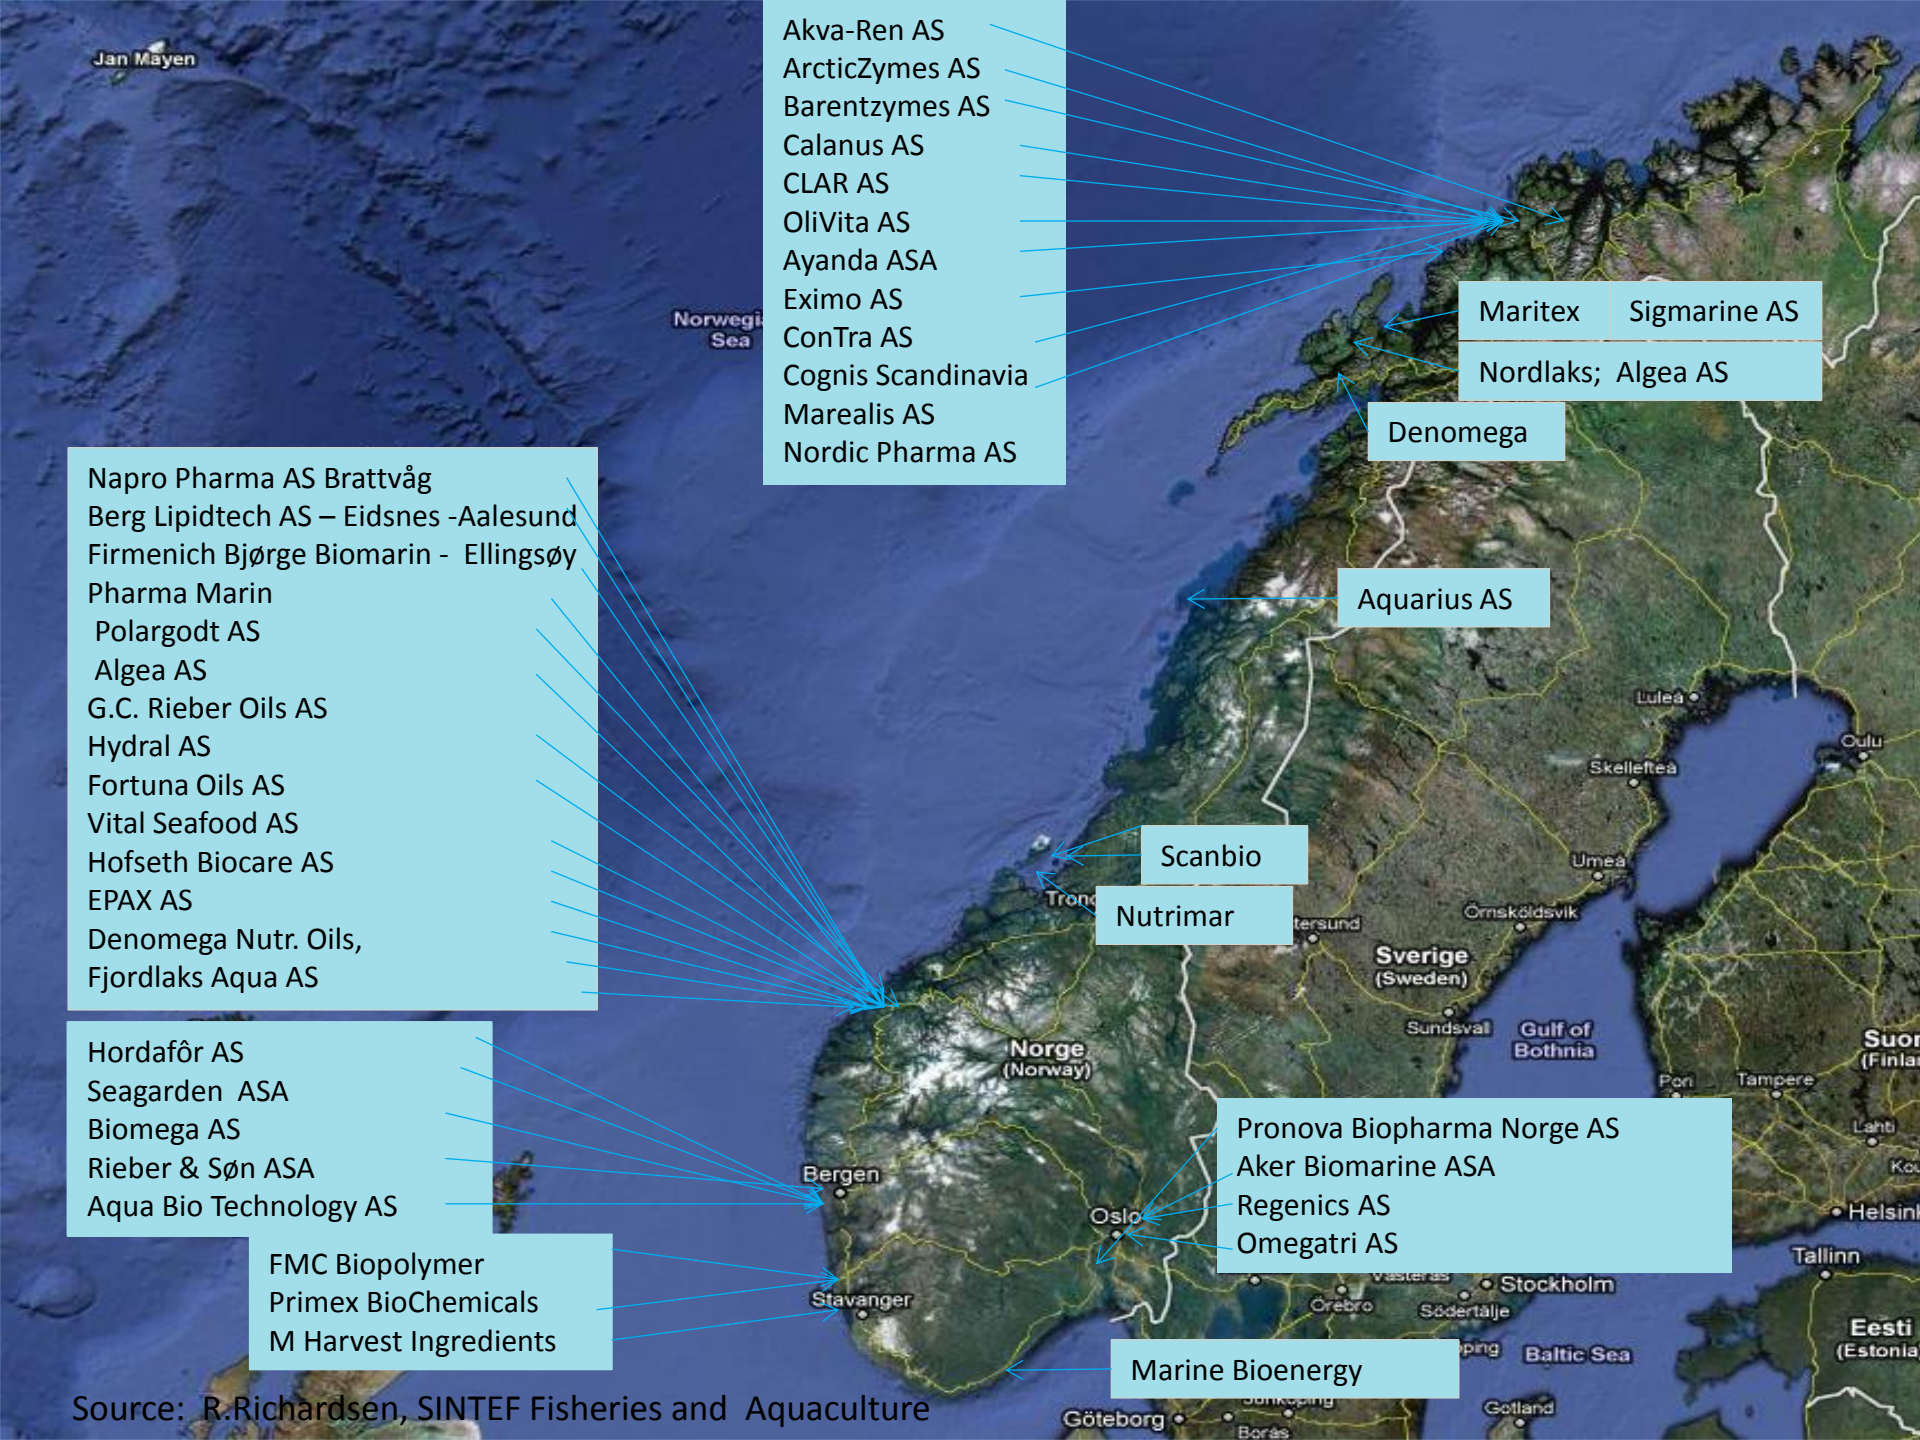 Jan Mayen
Akva-Ren AS
ArcticZymes AS
Barentzymes AS
Calanus AS
CLAR AS
OliVita AS
Ayanda ASA
Eximo AS
ConTra AS
Cognis Scandinavia
Marealis AS
Nordic Pharma AS
Sea
Maritex Sigmarine AS
Nordlaks; Algea AS
Denomega
Napro Pharma AS Brattvåg
Berg Lipidtech AS – Eidsnes -Aalesund
Firmenich Bjørge Biomarin - Ellingsøy
Pharma Marin
Polargodt AS
Algea AS
G.C. Rieber Oils AS
Hydral AS
Fortuna Oils AS
Vital Seafood AS
Hofseth Biocare AS
EPAX AS
Denomega Nutr. Oils,
Fjordlaks Aqua AS
Aquarius AS
Luleå
Oulu
Skellefteå
Scanbio
Umeå
Nutrimar
Örnsköldsvik
Sverige
(Sweden)
Sundsvall
Gulf of
Bothnia
Norge
(Norway)
Pori
Tampere
Lahti
Hordafôr AS
Seagarden ASA
Biomega AS
Rieber & Søn ASA
Aqua Bio Technology AS
Bergen
Pronova Biopharma Norge AS
Aker Biomarine ASA
Regenics AS
Omegatri AS
Oslo
Tallinn
FMC Biopolymer
Primex BioChemicals
M Harvest Ingredients
Stavanger
Stockholm
Örebro
Södertälje
Eesti
(Estonia
Marine Bioenergy
Baltic Sea
Source: R.Richardsen, SINTEF Fisheries and Aquaculture
Göteborg
Gotland
Borås